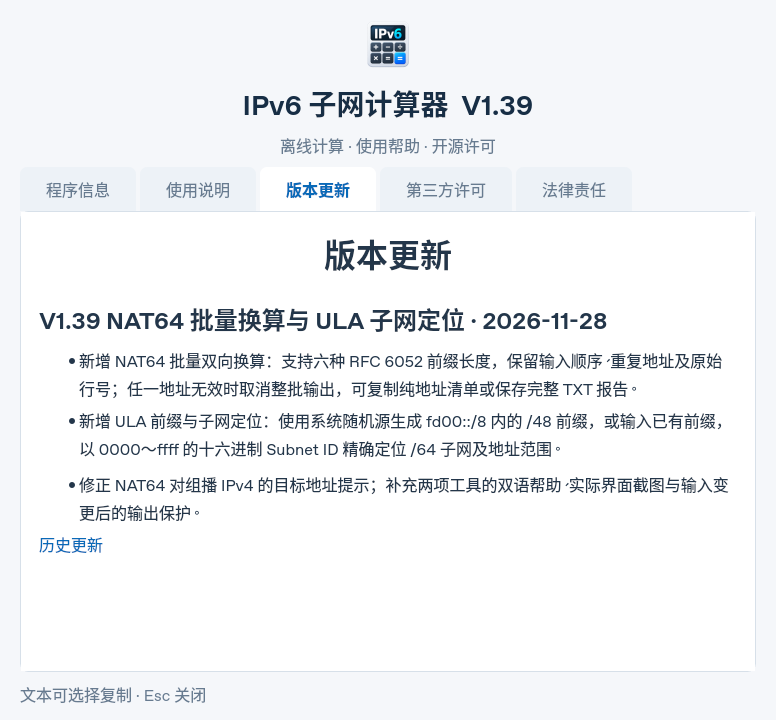 IPv6
IPv6 子网计算器 V1.39
离线计算 · 使用帮助 · 开源许可
程序信息
使用说明
版本更新
第三方许可
法律责任
版本更新
V1.39 NAT64 批量换算与 ULA 子网定位 · 2026-11-28
• 新增 NAT64 批量双向换算：支持六种 RFC 6052 前缀长度，保留输入顺序、重复地址及原始
行号；任一地址无效时取消整批输出，可复制纯地址清单或保存完整 TXT 报告。
• 新增 ULA 前缀与子网定位：使用系统随机源生成 fd00::/8 内的 /48 前缀，或输入已有前缀，
以 0000～ffff 的十六进制 Subnet ID 精确定位 /64 子网及地址范围。
• 修正 NAT64 对组播 IPv4 的目标地址提示；补充两项工具的双语帮助、实际界面截图与输入变
更后的输出保护。
历史更新
文本可选择复制 · Esc 关闭